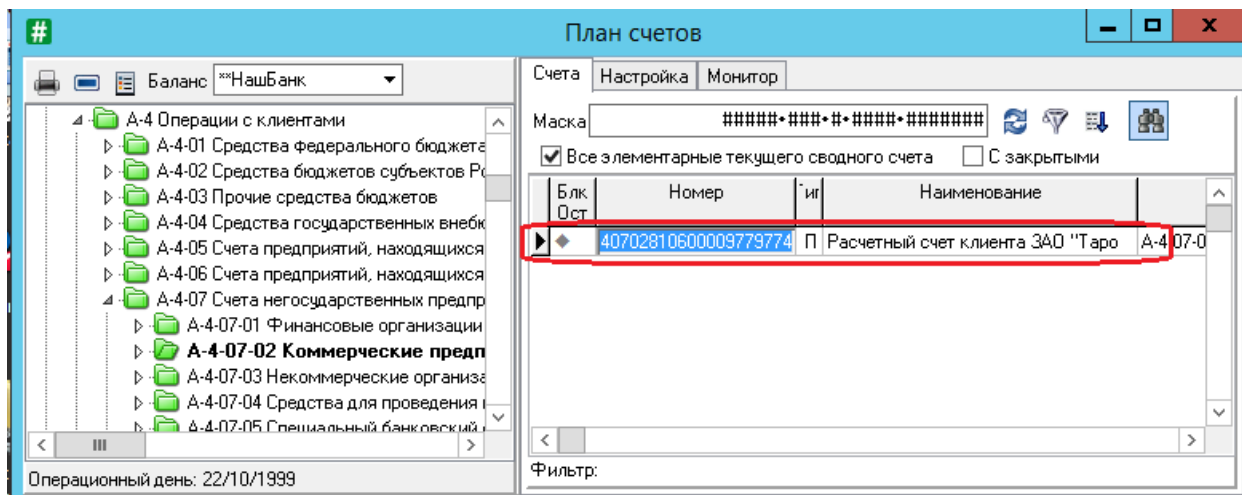 План счетов
Баланс **НашБанк
А-4 Операции с клиентами
А-4-01 Средства федерального бюджета
А-4-02 Средства бюджетов субъектов Р
А-4-03 Прочие средства бюджетов
А-4-04 Средства государственных внебю
А-4-05 Счета предприятий, находящихся
А-4-06 Счета предприятий, находящихся
А-4-07 Счета негосударственных предпр
А-4-07-01 Финансовые организации
А-4-07-02 Коммерческие предп
А-4-07-03 Некоммерческие организа
А-4-07-04 Средства для проведения
А-4-07-05 Специальный банковский
Операционный день: 22/10/1999
Счета Настройка Монитор
Маска #####•###•#•####•#######
Все элементарные текущего сводного счета С закрытыми
Блк Ост Номер Наименование
40702810600009779774 П Расчетный счет клиента ЗАО "Таро А-4-07-0
Фильтр: